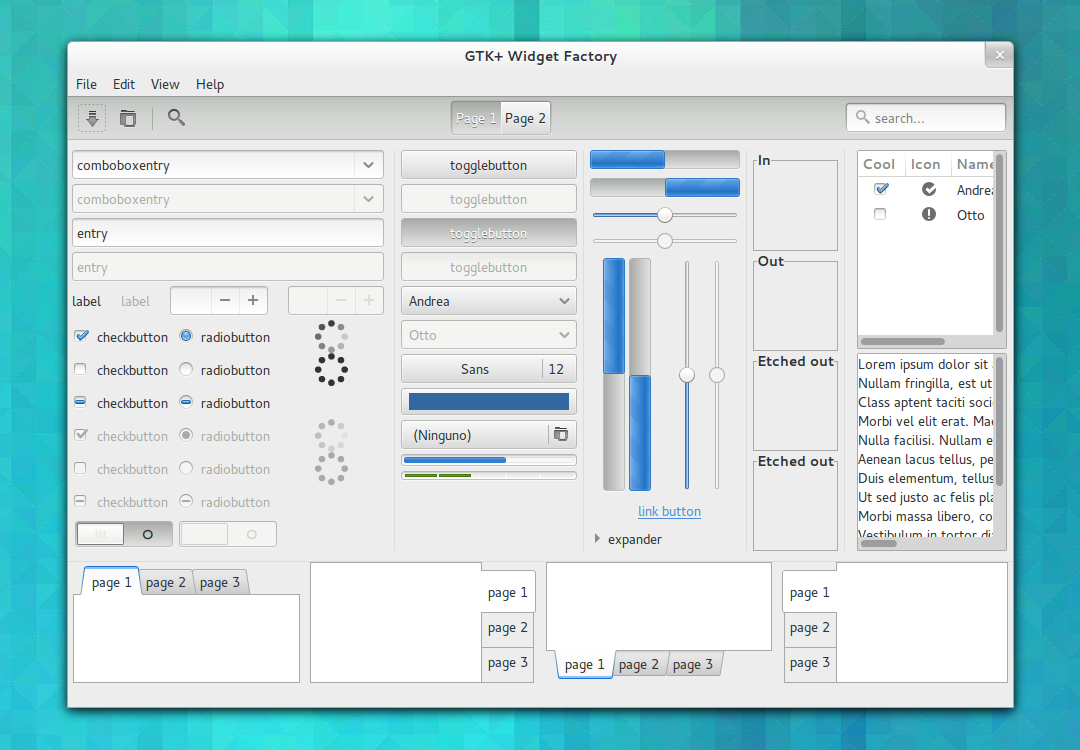 GTK+ Widget Factory
File Edit View Help
Page 1 Page 2
search...
comboboxentry
comboboxentry
entry
entry
label label
checkbutton radiobutton
checkbutton radiobutton
checkbutton radiobutton
checkbutton radiobutton
checkbutton radiobutton
checkbutton radiobutton
togglebutton
togglebutton
togglebutton
togglebutton
Andrea
Otto
Sans 12
(Ninguno)
link button
expander
In
Out
Etched out
Etched out
Cool Icon Name
Andrea
Otto
Lorem ipsum dolor sit
Nullam fringilla, est ut
Class aptent taciti soci
Morbi vel elit erat. Mae
Nulla facilisi. Nullam e
Aenean lacus tellus, pe
Duis elementum, tellus
Ut sed justo ac felis pla
Morbi massa libero, co
Vestibulum in tortor di
page 1 page 2 page 3
page 1
page 2
page 3
page 1 page 2 page 3
page 1
page 2
page 3